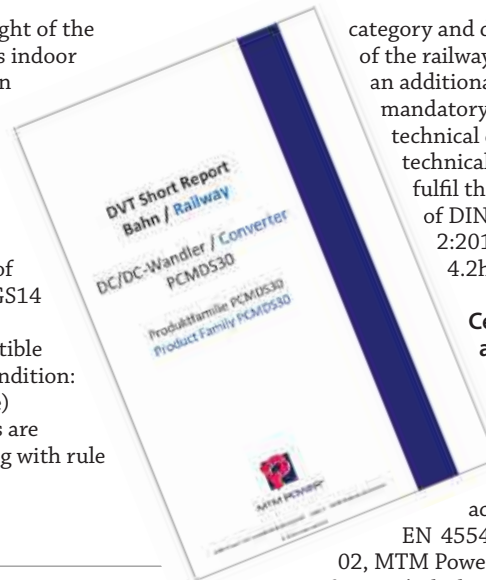 ght of the
s indoor
n
of
GS14
tible
ndition:
)
s are
g with rule
DVT Short Report
Bahn / Railway
DC/DC-Wandler / Converter
PCMDS30
Produktfamilie PCMDS30
Product Family PCMDS30
MTM POWER
category and
of the railway
an additiona
mandatory
technical
technical
fulfil th
of DIN
2:201
4.2h
Ce
a
ac
EN 4554
02, MTM Powe